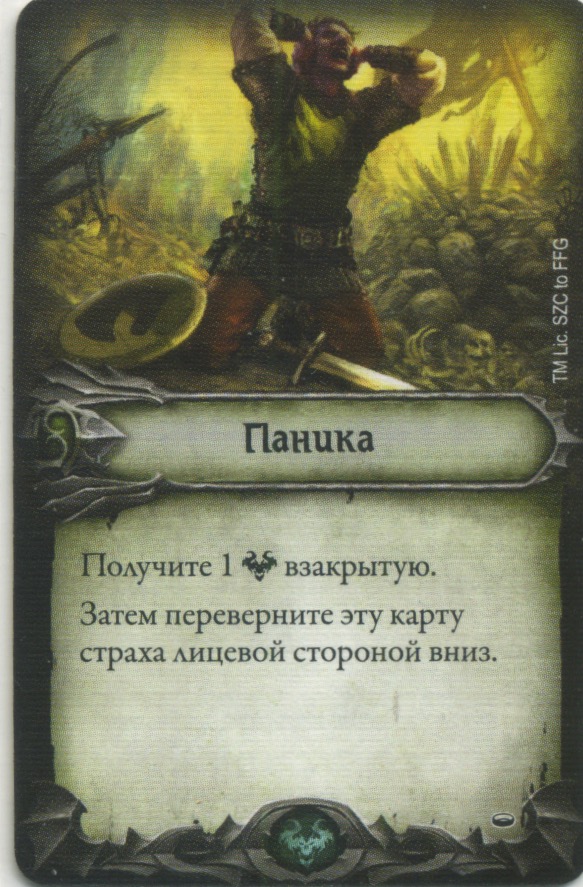 TM Lic. SZC to FFG
Паника
Получите 1 взакрытую.
Затем переверните эту карту
страха лицевой стороной вниз.